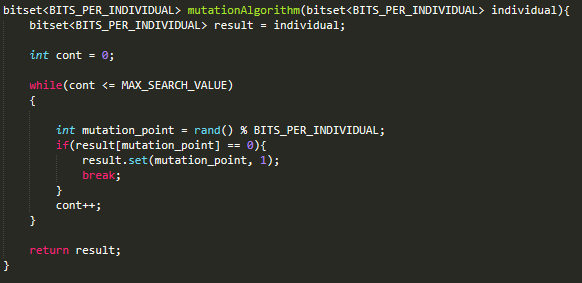 bitset<BITS_PER_INDIVIDUAL> mutationAlgorithm(bitset<BITS_PER_INDIVIDUAL> individual){
    bitset<BITS_PER_INDIVIDUAL> result = individual;
    int cont = 0;
    while(cont <= MAX_SEARCH_VALUE)
    {
        int mutation_point = rand() % BITS_PER_INDIVIDUAL;
        if(result[mutation_point] == 0){
            result.set(mutation_point, 1);
            break;
        }
        cont++;
    }
    return result;
}